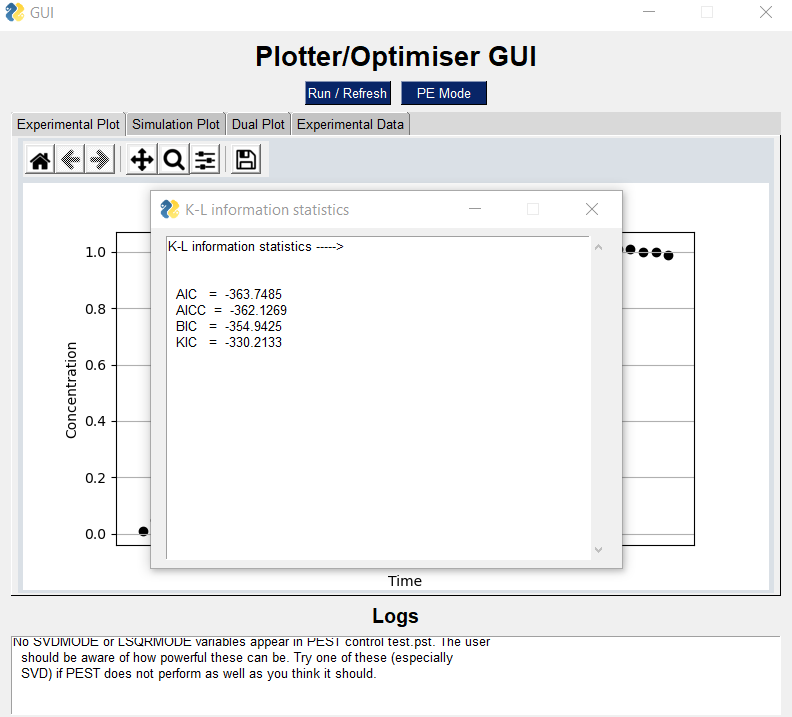 GUI
Plotter/Optimiser GUI
Run / Refresh PE Mode
Experimental Plot Simulation Plot Dual Plot Experimental Data
K-L information statistics
K-L information statistics ----->
AIC = -363.7485
AICC = -362.1269
BIC = -354.9425
KIC = -330.2133
1.0
0.8
0.6
0.4
0.2
0.0
Concentration
Time
Logs
No SVDMODE or LSQRMODE variables appear in PEST control test.pst. The user
should be aware of how powerful these can be. Try one of these (especially
SVD) if PEST does not perform as well as you think it should.